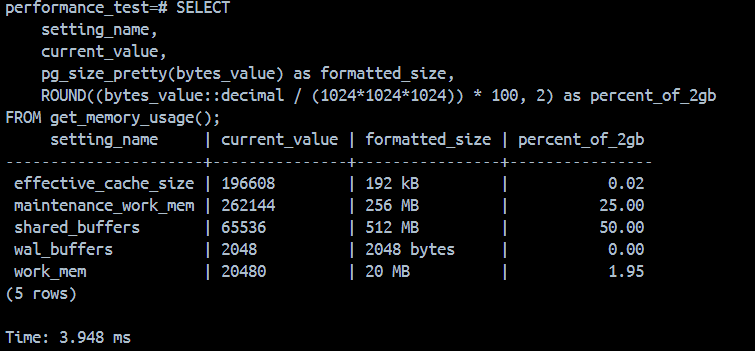 performance_test=# SELECT
    setting_name,
    current_value,
    pg_size_pretty(bytes_value) as formatted_size,
    ROUND((bytes_value::decimal / (1024*1024*1024)) * 100, 2) as percent_of_2gb
FROM get_memory_usage();
     setting_name     | current_value | formatted_size | percent_of_2gb
----------------------+---------------+----------------+----------------
 effective_cache_size | 196608        | 192 kB         |           0.02
 maintenance_work_mem | 262144        | 256 MB         |          25.00
 shared_buffers       | 65536         | 512 MB         |          50.00
 wal_buffers          | 2048          | 2048 bytes     |           0.00
 work_mem             | 20480         | 20 MB          |           1.95
(5 rows)

Time: 3.948 ms